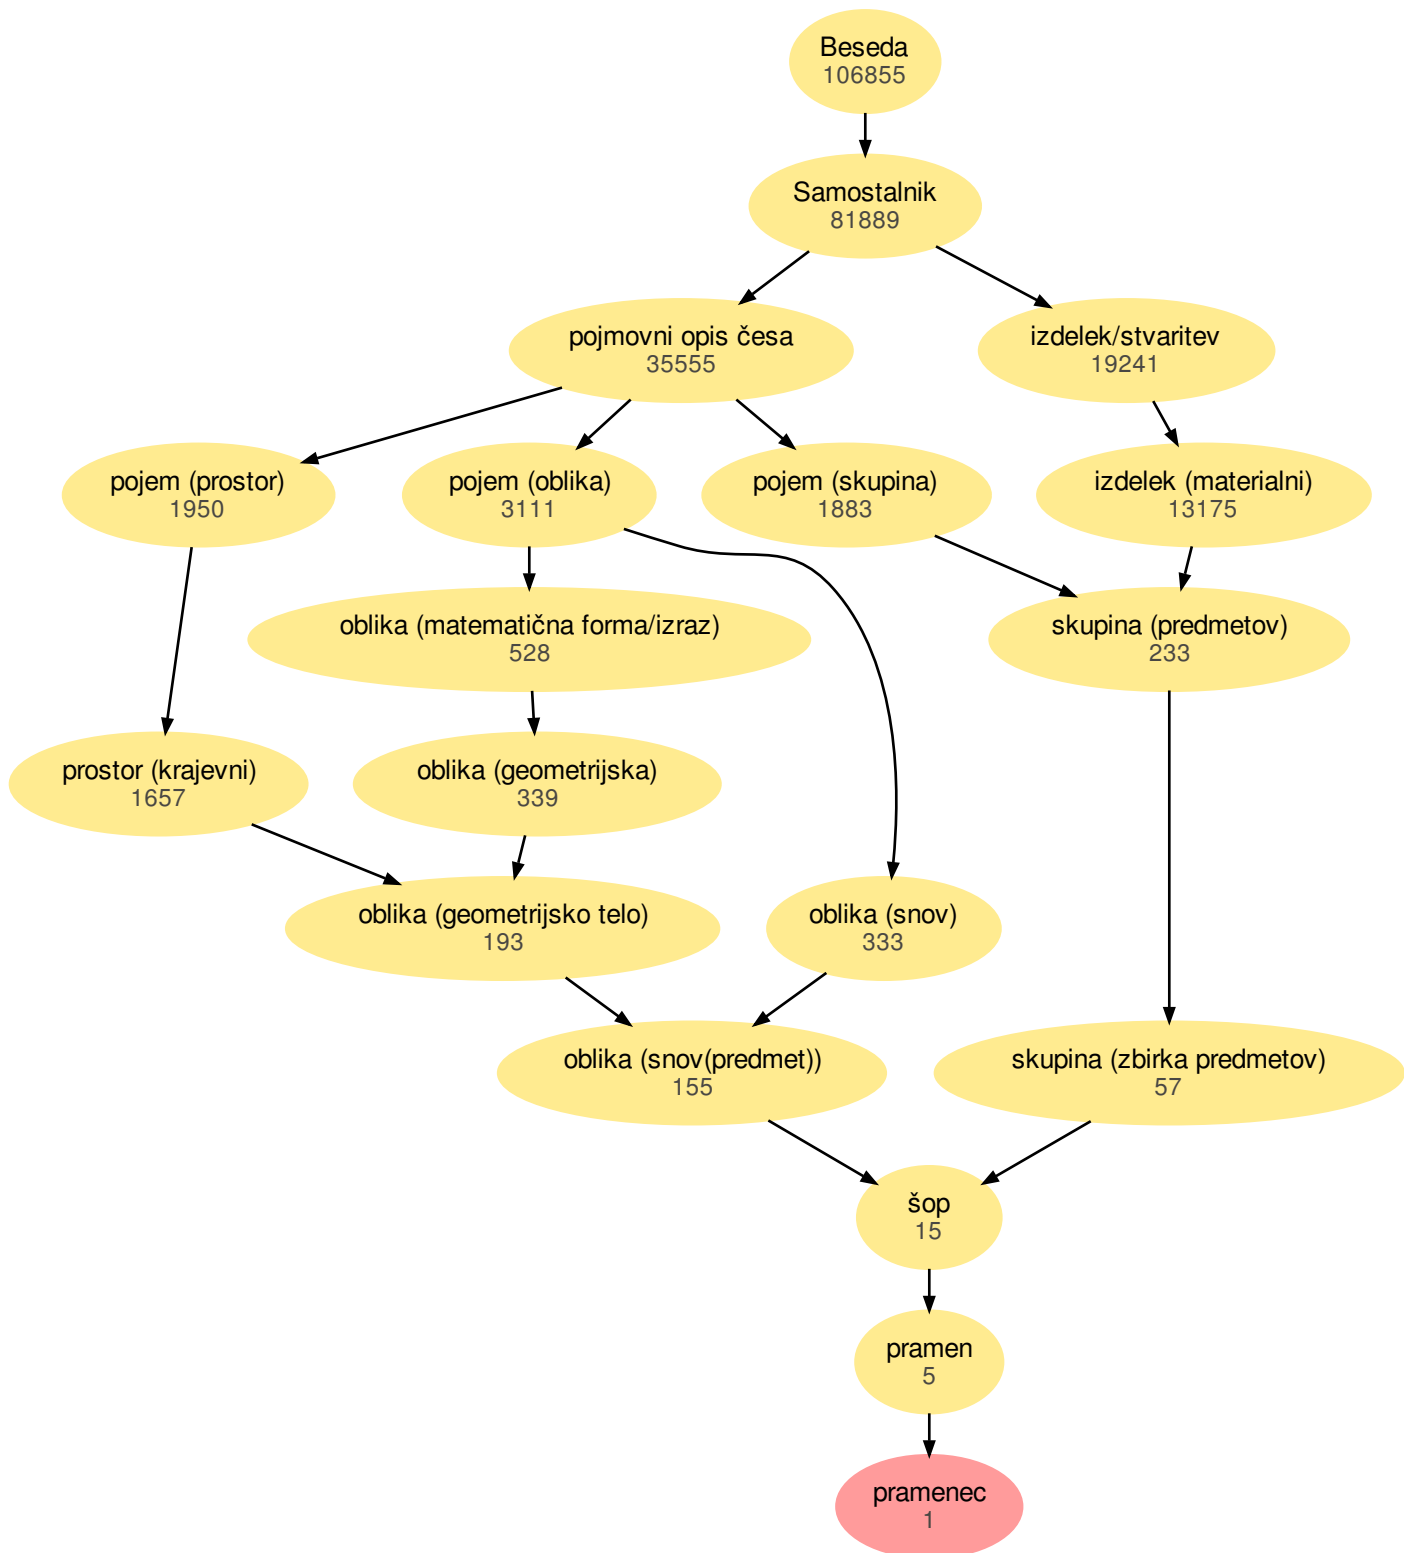 Beseda
106855
Samostalnik
81889
pojmovni opis česa
35555
izdelek/stvaritev
19241
pojem (prostor)
1950
pojem (oblika)
3111
pojem (skupina)
1883
izdelek (materialni)
13175
oblika (matematična forma/izraz)
528
skupina (predmetov)
233
prostor (krajevni)
1657
oblika (geometrijska)
339
oblika (geometrijsko telo)
193
oblika (snov)
333
oblika (snov(predmet))
155
skupina (zbirka predmetov)
57
šop
15
pramen
5
pramenec
1